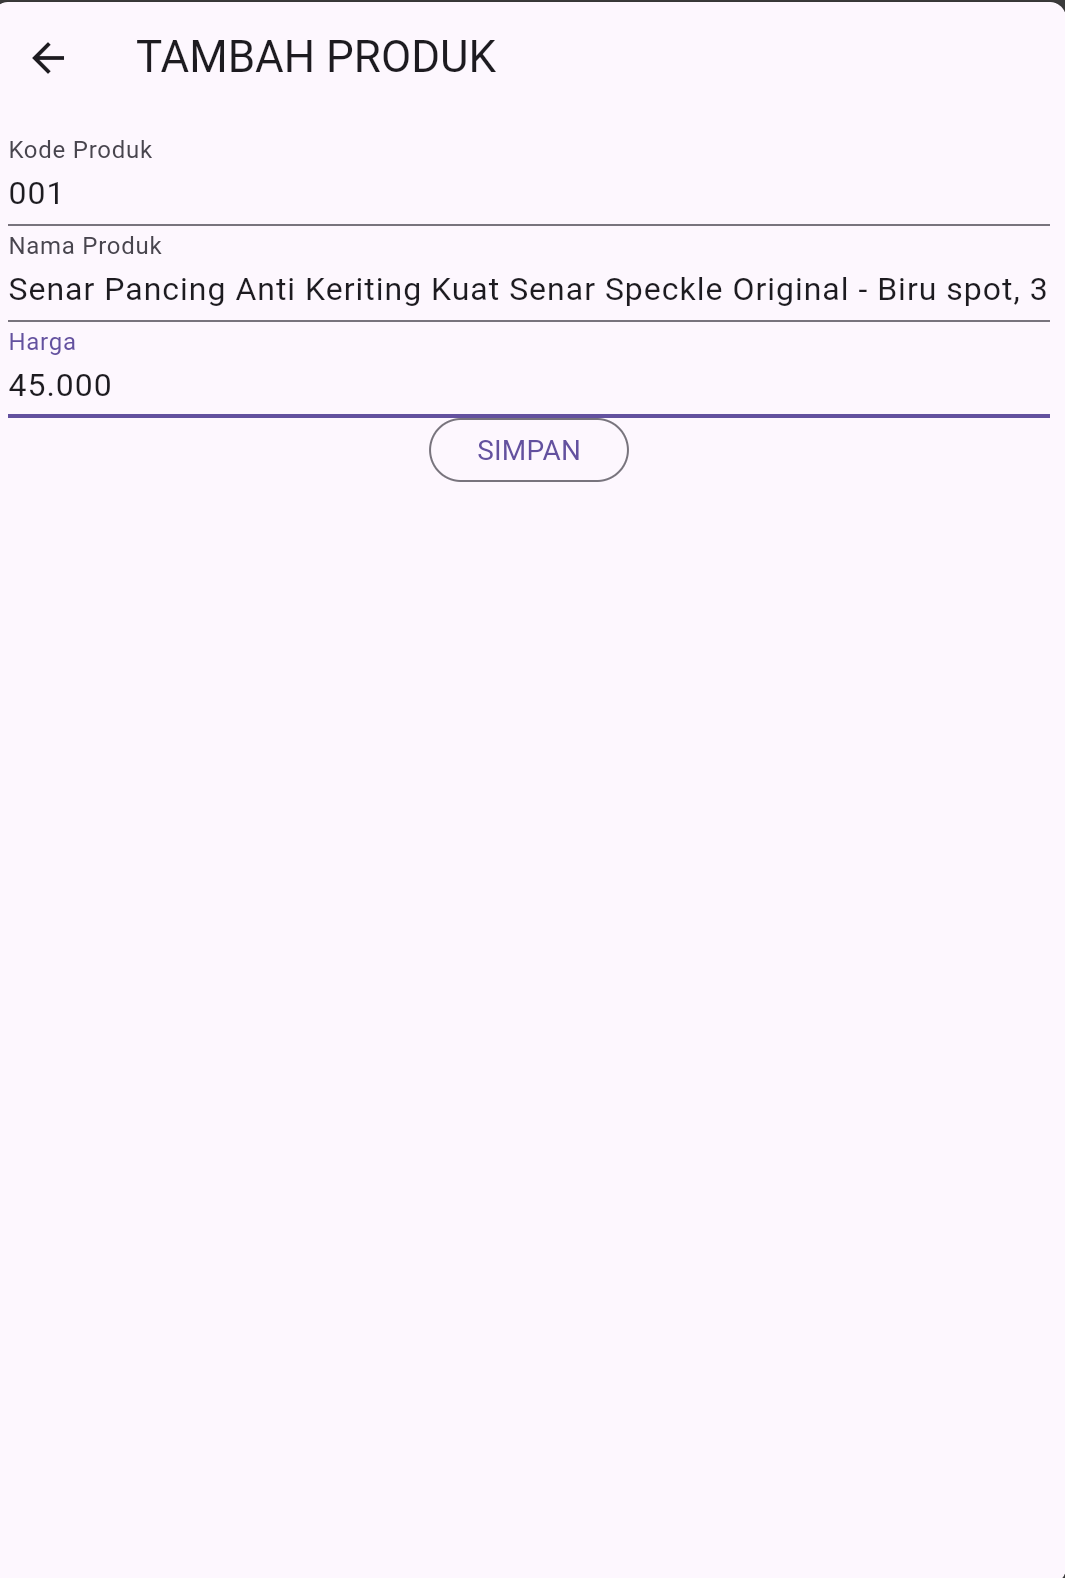 TAMBAH PRODUK
Kode Produk
001
Nama Produk
Senar Pancing Anti Keriting Kuat Senar Speckle Original - Biru spot, 3
Harga
45.000
SIMPAN